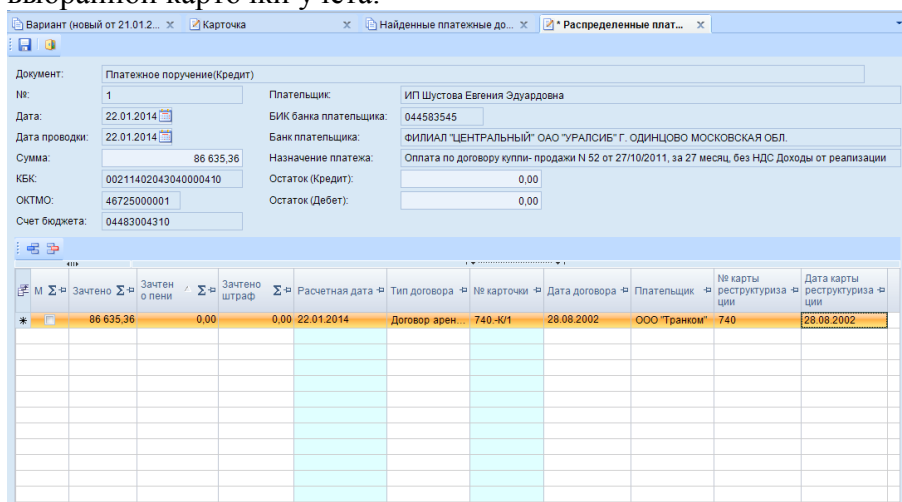 выбранной карточки учета.
Вариант (новый от 21.01.2... Карточка Найденные платежные до... * Распределенные плат...
Документ: Платежное поручение(Кредит)
№: 1 Плательщик: ИП Шустова Евгения Эдуардовна
Дата: 22.01.2014 БИК банка плательщика: 044583545
Дата проводки: 22.01.2014 Банк плательщика: ФИЛИАЛ "ЦЕНТРАЛЬНЫЙ" ОАО "УРАЛСИБ" Г. ОДИНЦОВО МОСКОВСКАЯ ОБЛ.
Сумма: 86 635,36 Назначение платежа: Оплата по договору куппи- продажи N 52 от 27/10/2011, за 27 месяц, без НДС Доходы от реализации
КБК: 00211402043040000410 Остаток (Кредит): 0,00
ОКТМО: 46725000001 Остаток (Дебет): 0,00
Счет бюджета: 04483004310
М Σ Зачтено Σ Зачтен о пени Σ Зачтено штраф Σ Расчетная дата Тип договора № карточки Дата договора Плательщик № карты реструктуриза ции Дата карты реструктуриза ции
86 635,36 0,00 0,00 22.01.2014 Договор арен... 740.-К/1 28.08.2002 ООО "Транком" 740 28.08.2002